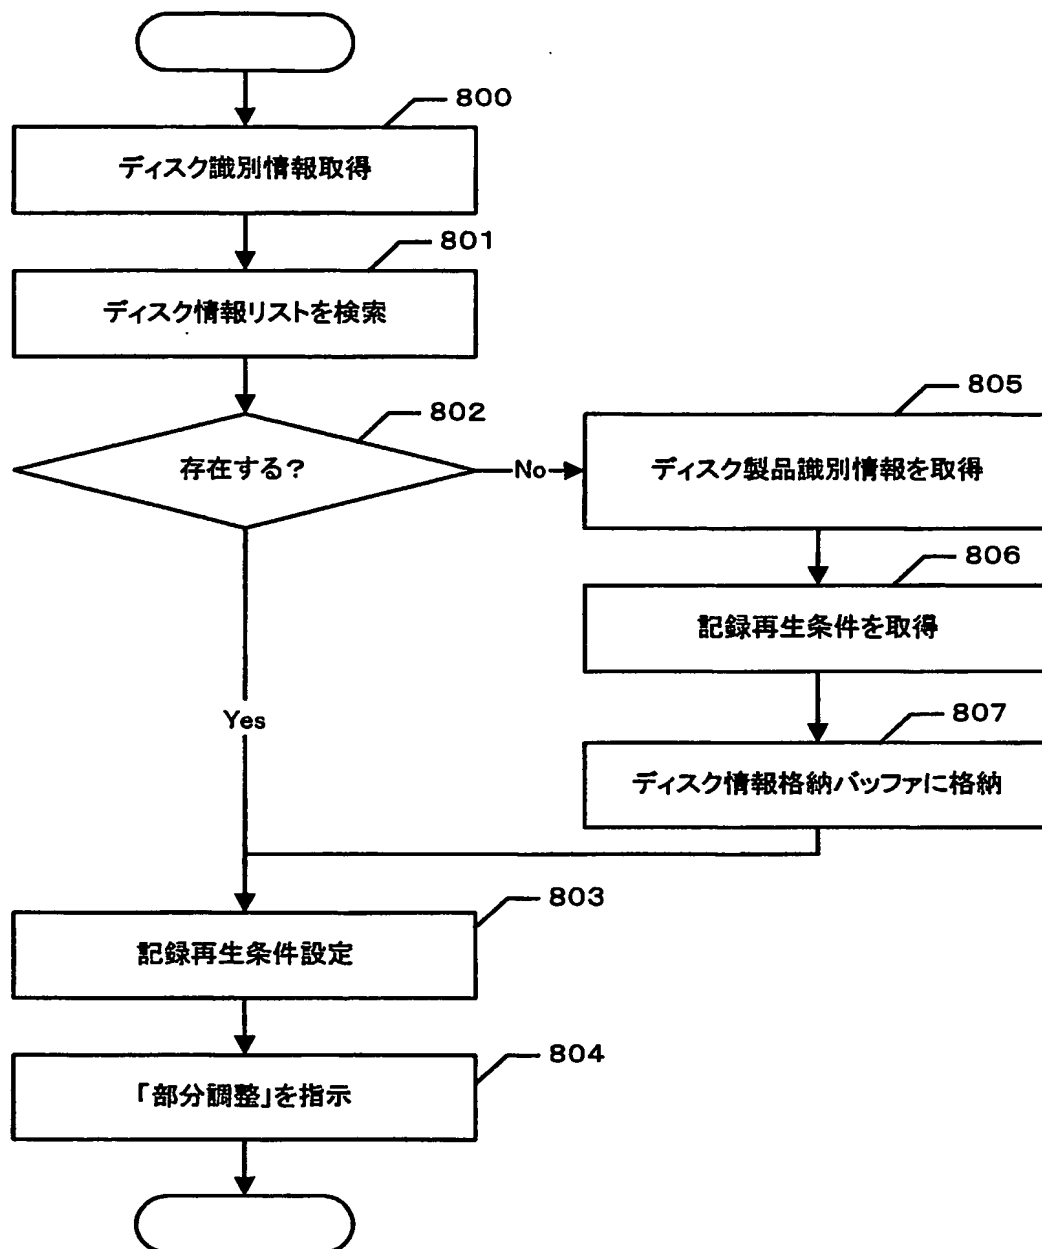 800
ディスク識別情報取得
801
ディスク情報リストを検索
802
存在する?
No
805
ディスク製品識別情報を取得
806
記録再生条件を取得
807
ディスク情報格納バッファに格納
Yes
803
記録再生条件設定
804
「部分調整」を指示